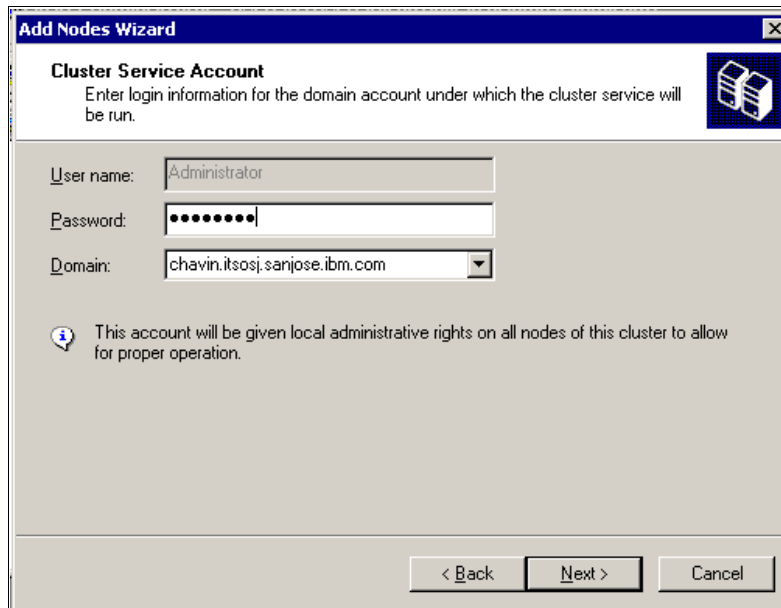 Add Nodes Wizard
Cluster Service Account
Enter login information for the domain account under which the cluster service will
be run.
User name: Administrator
Password: ●●●●●●●●
Domain: chavin.itsosj.sanjose.ibm.com
This account will be given local administrative rights on all nodes of this cluster to allow
for proper operation.
< Back Next > Cancel